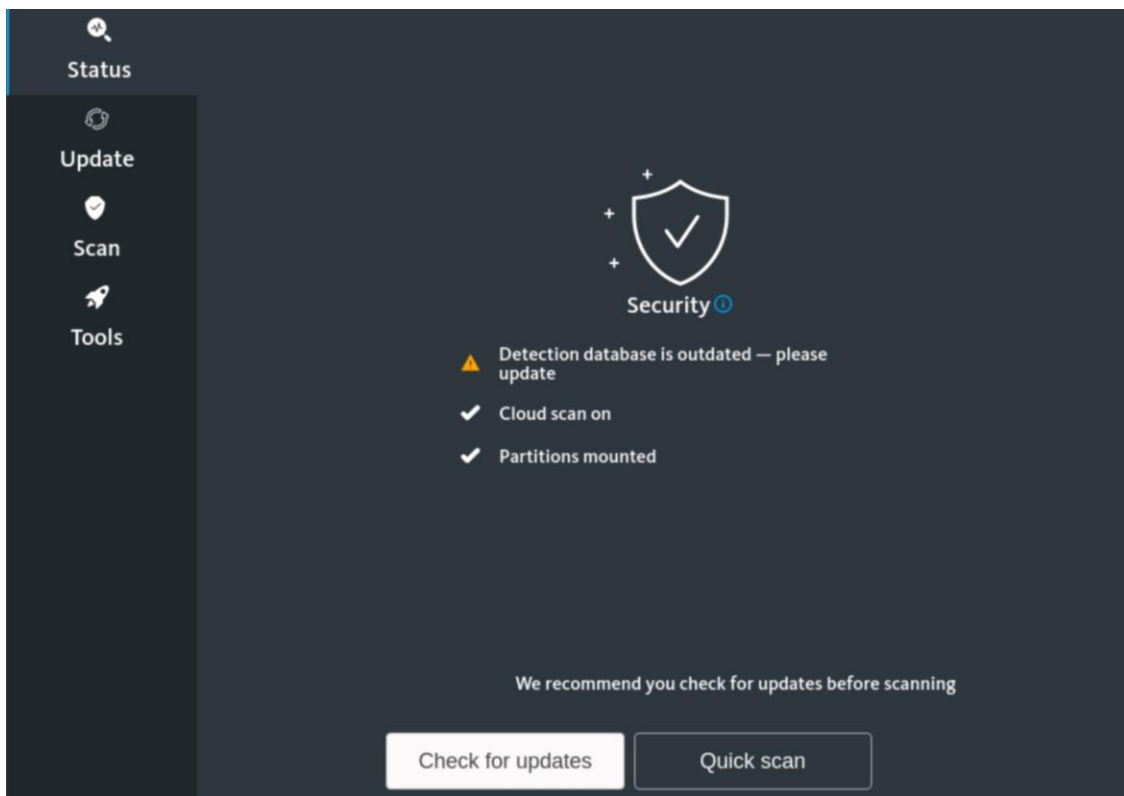 Status
Update
Scan
Tools
Security
Detection database is outdated — please
update
Cloud scan on
Partitions mounted
We recommend you check for updates before scanning
Check for updates
Quick scan